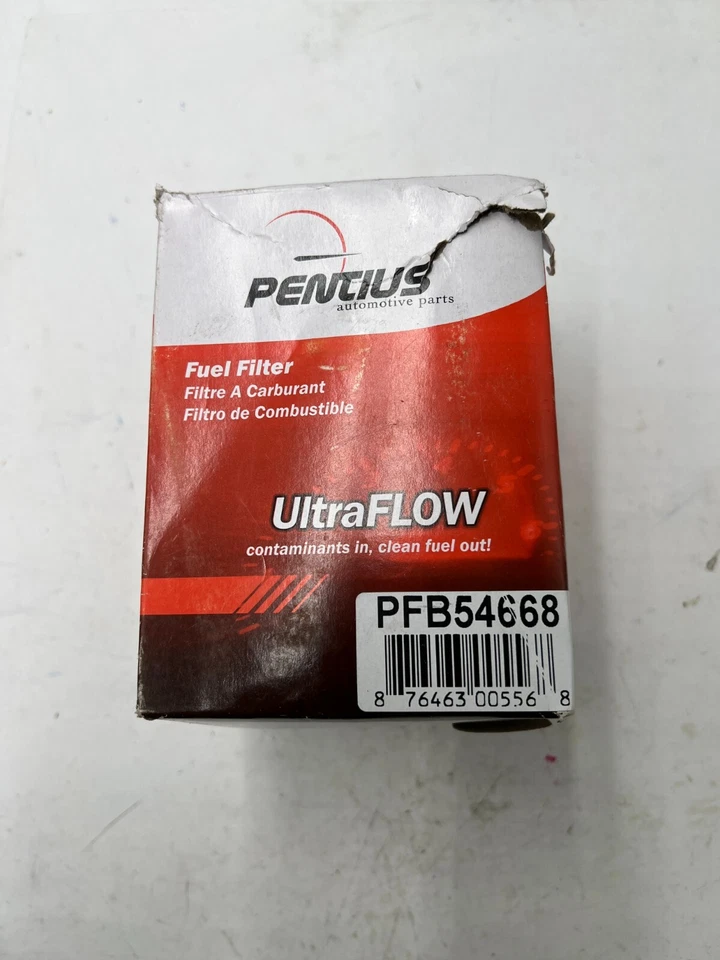 PENTIUS
automotive parts
Fuel Filter
Filtre A Carburant
Filtro de Combustible
UltraFLOW
contaminants in, clean fuel out!
PFB54668
8 76463 00556 8